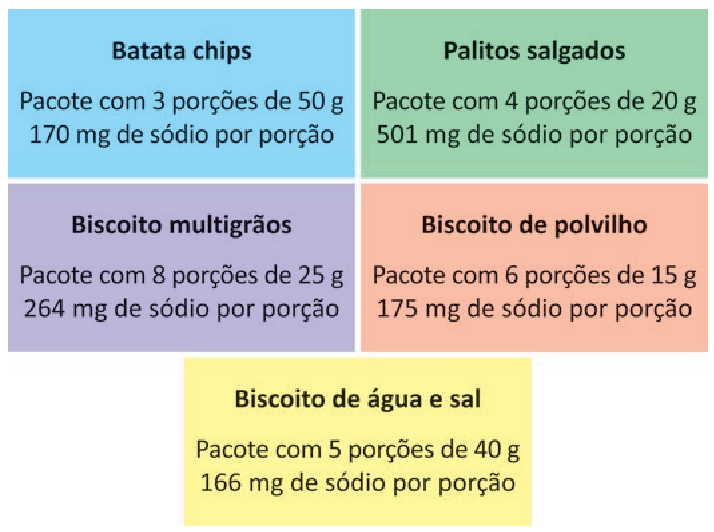 Batata chips
Pacote com 3 porções de 50 g
170 mg de sódio por porção
Palitos salgados
Pacote com 4 porções de 20 g
501 mg de sódio por porção
Biscoito multigrãos
Pacote com 8 porções de 25 g
264 mg de sódio por porção
Biscoito de polvilho
Pacote com 6 porções de 15 g
175 mg de sódio por porção
Biscoito de água e sal
Pacote com 5 porções de 40 g
166 mg de sódio por porção